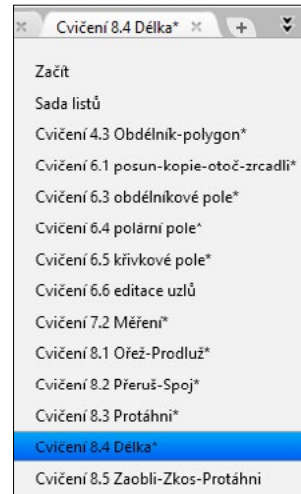 Cvičení 8.4 Délka*
Začít
Sada listů
Cvičení 4.3 Obdélník-polygon*
Cvičení 6.1 posun-kopie-otoč-zrcadli*
Cvičení 6.3 obdélníkové pole*
Cvičení 6.4 polární pole*
Cvičení 6.5 křivkové pole*
Cvičení 6.6 editace uzlů
Cvičení 7.2 Měření*
Cvičení 8.1 Ořež-Prodluž*
Cvičení 8.2 Přeruš-Spoj*
Cvičení 8.3 Protáhni*
Cvičení 8.4 Délka*
Cvičení 8.5 Zaobli-Zkos-Protáhni